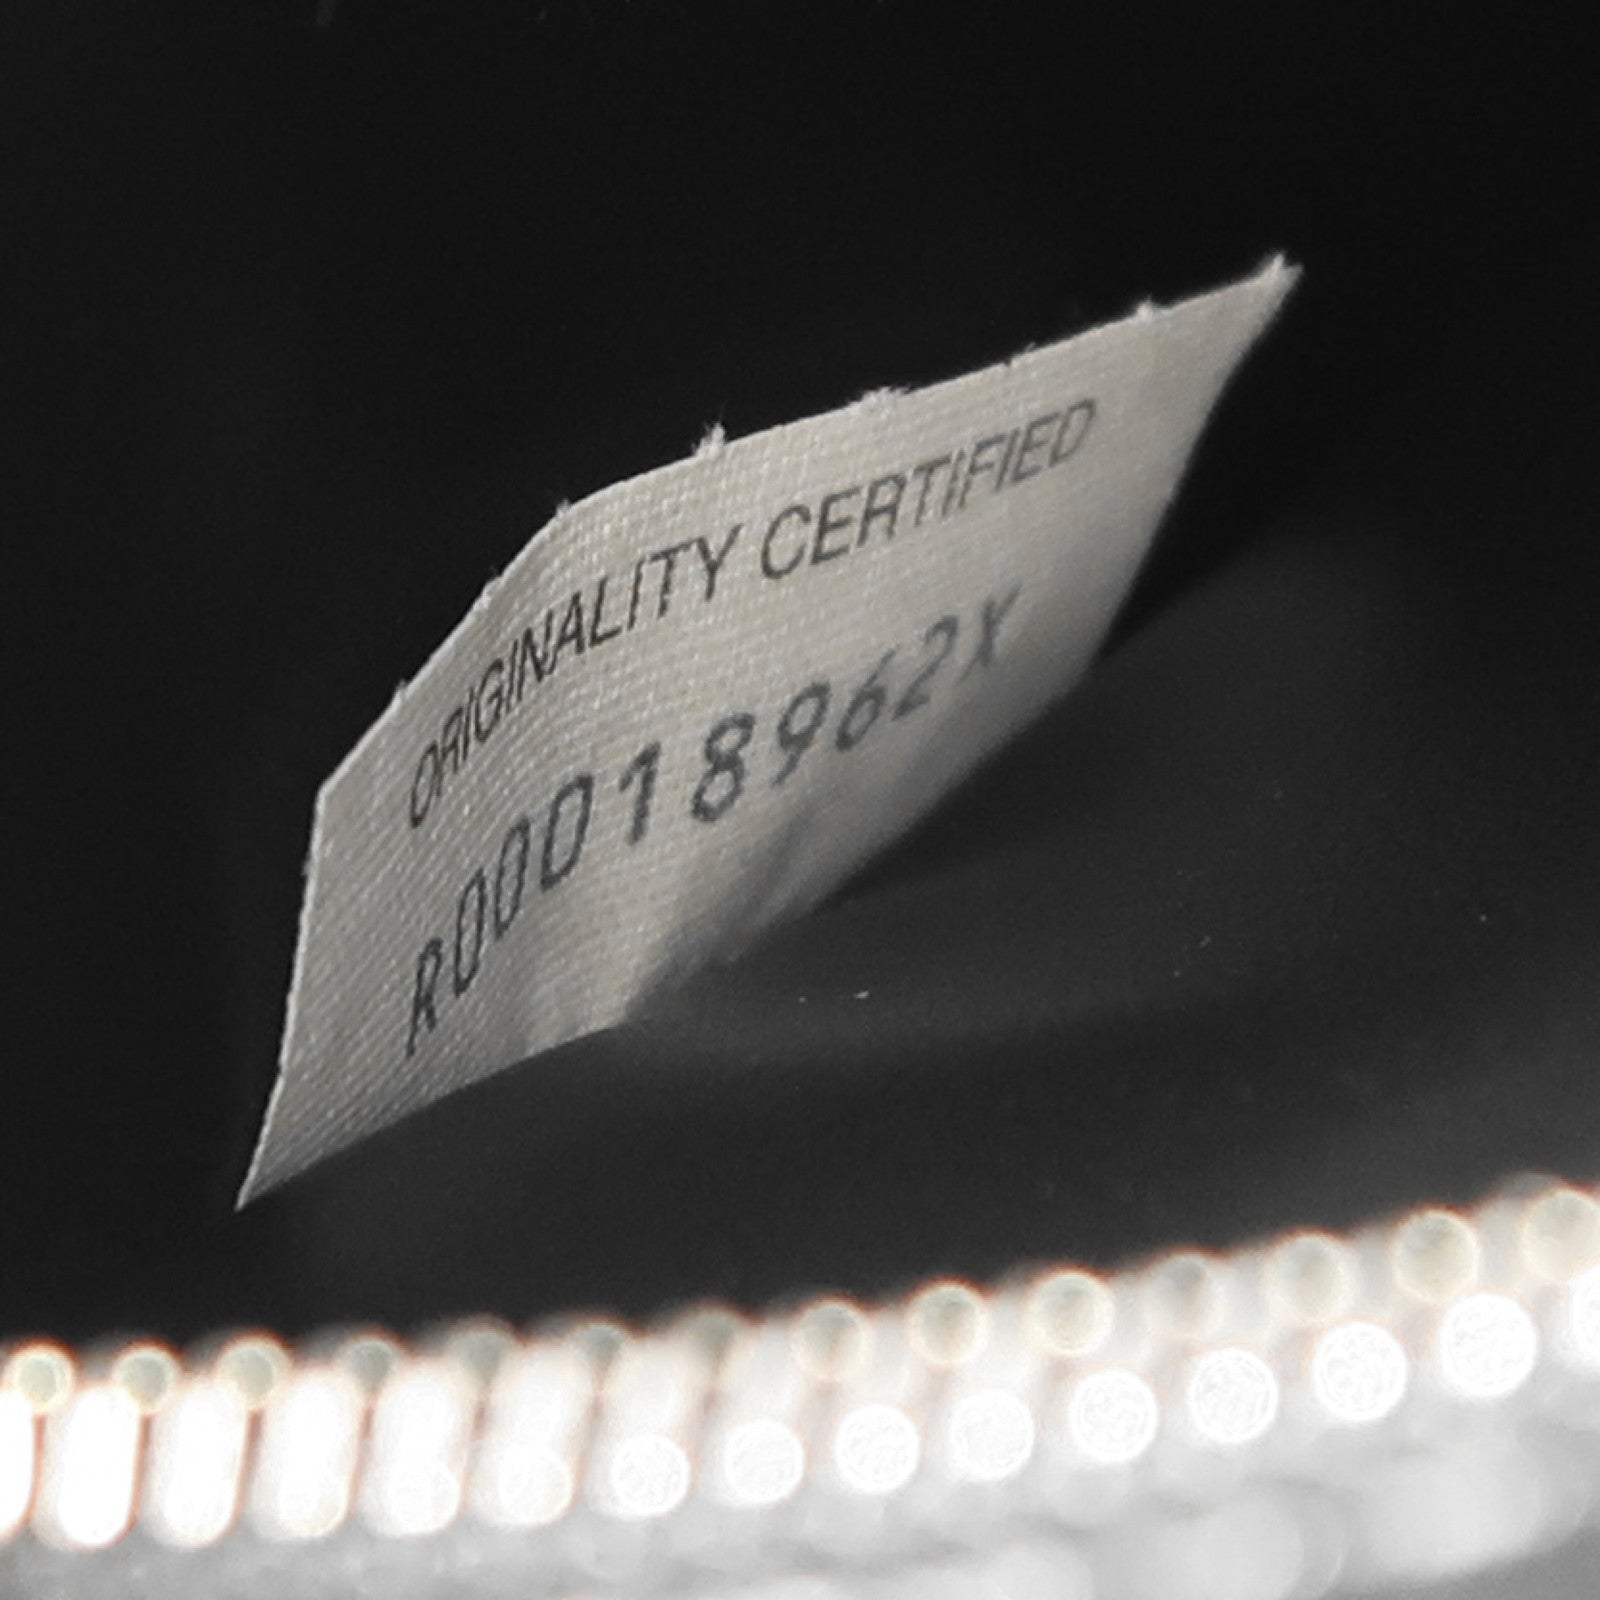 ORIGINALITY CERTIFIED
R00018962X